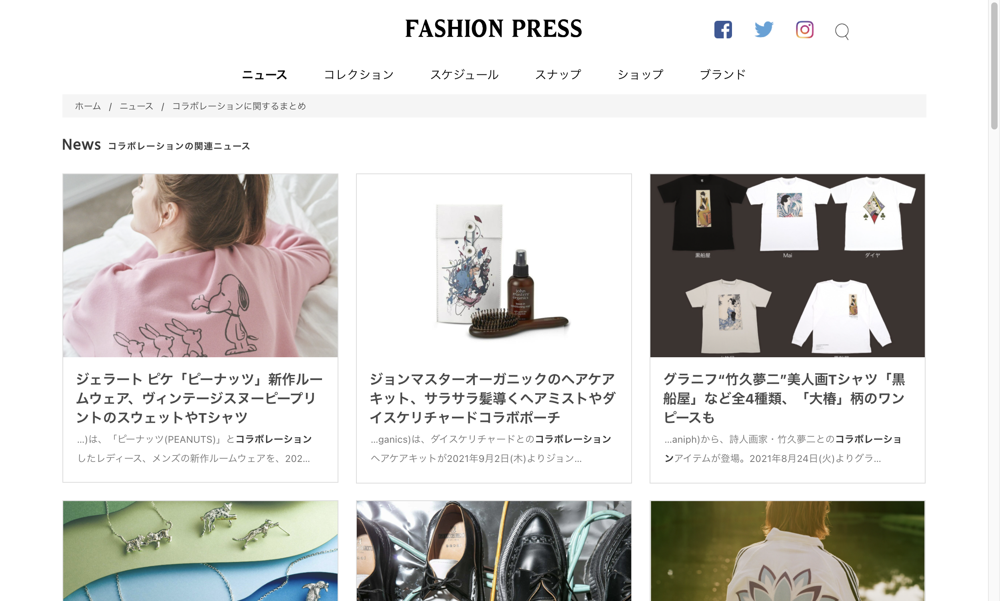 FASHION PRESS
ニュース
コレクション
スケジュール
スナップ
ショップ
ブランド
ホーム / ニュース / コラボレーションに関するまとめ
News コラボレーションの関連ニュース
john
masters
organics
leave-in
conditioning mist
ジェラート ピケ「ピーナッツ」新作ルー
ムウェア、ヴィンテージスヌーピープリ
ントのスウェットやTシャツ
...)は、「ピーナッツ(PEANUTS)」とコラボレーション
したレディース、メンズの新作ルームウェアを、202...
ジョンマスターオーガニックのヘアケア
キット、サラサラ髪導くヘアミストやダ
イスケリチャードコラボポーチ
...ganics)は、ダイスケリチャードとのコラボレーション
ヘアケアキットが2021年9月2日(木)よりジョン...
黒船屋
Mai
ダイヤ
グラニフ“竹久夢二”美人画Tシャツ「黒
船屋」など全4種類、「大椿」柄のワン
ピースも
...aniph)から、詩人画家・竹久夢二とのコラボレーショ
ンアイテムが登場。2021年8月24日(火)よりグラ...